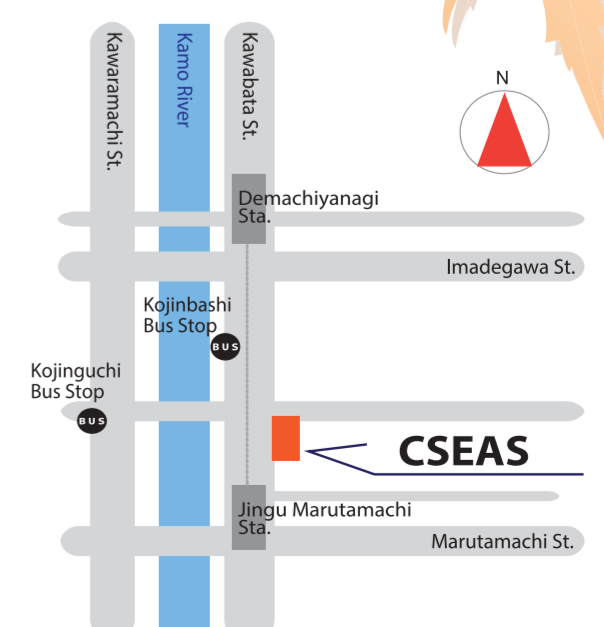 Kawaramachi St.
Kamo River
Kawabata St.
N
Demachiyanagi
Sta.
Imadegawa St.
Kojinbashi
Bus Stop
BUS
Kojinguchi
Bus Stop
BUS
CSEAS
Jingu Marutamachi
Sta.
Marutamachi St.